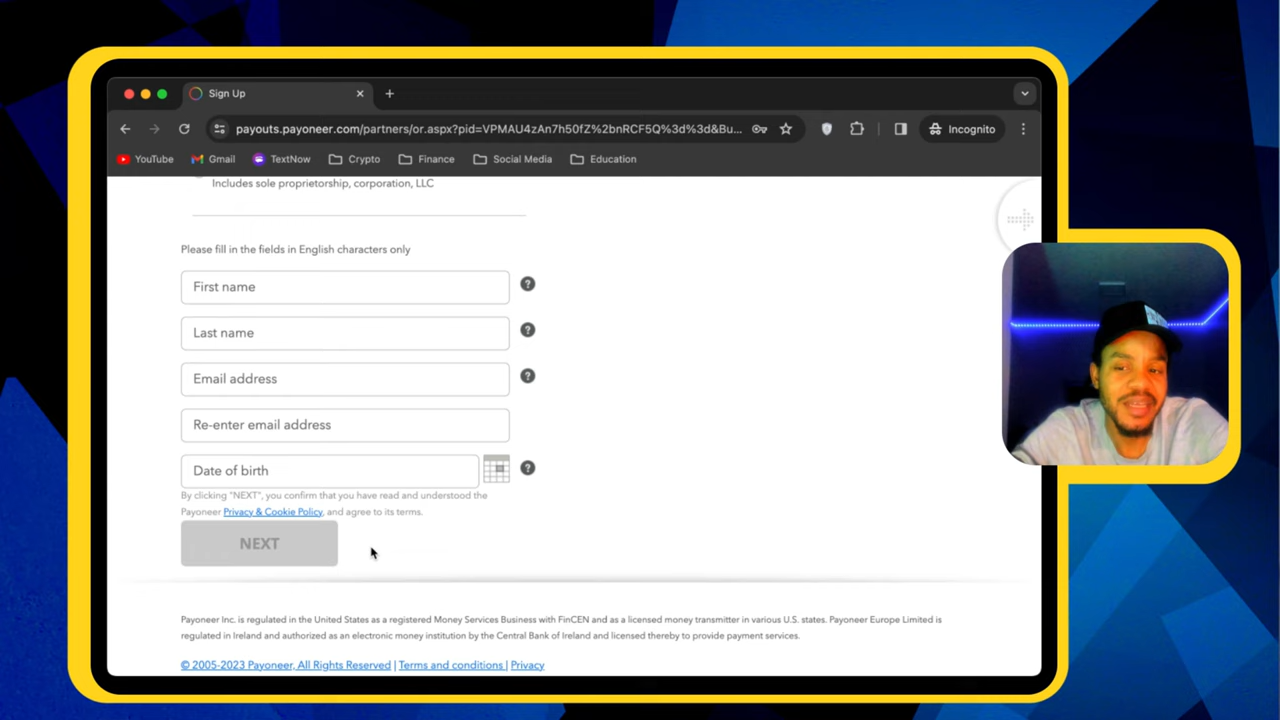 Sign Up
payouts.payoneer.com/partners/or.aspx?pid=VPMAU4zAn7h50fZ%2bnRCF5Q%3d%3d&Bu...
Incognito
YouTube
Gmail
TextNow
Crypto
Finance
Social Media
Education
Includes sole proprietorship, corporation, LLC
Please fill in the fields in English characters only
First name
Last name
Email address
Re-enter email address
Date of birth
By clicking "NEXT", you confirm that you have read and understood the
Payoneer Privacy & Cookie Policy, and agree to its terms.
NEXT
Payoneer Inc. is regulated in the United States as a registered Money Services Business with FinCEN and as a licensed money transmitter in various U.S. states. Payoneer Europe Limited is
regulated in Ireland and authorized as an electronic money institution by the Central Bank of Ireland and licensed thereby to provide payment services.
© 2005-2023 Payoneer, All Rights Reserved | Terms and conditions | Privacy